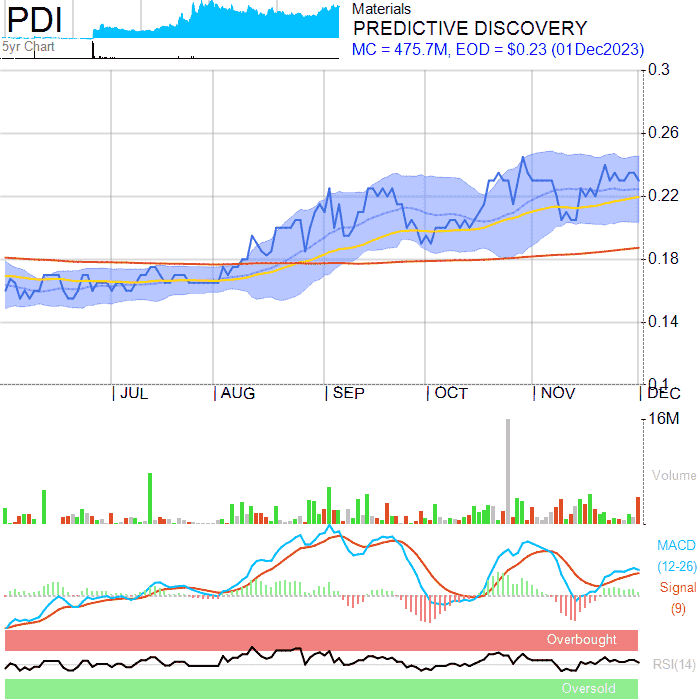 PDI
5yr Chart
Materials
PREDICTIVE DISCOVERY
MC = 475.7M, EOD = $0.23 (01Dec2023)
0.3
0.26
0.22
0.18
0.14
0.1
JUL AUG SEP OCT NOV DEC
16M
Volume
MACD
(12-26)
Signal
(9)
Overbought
RSI(14)
Oversold